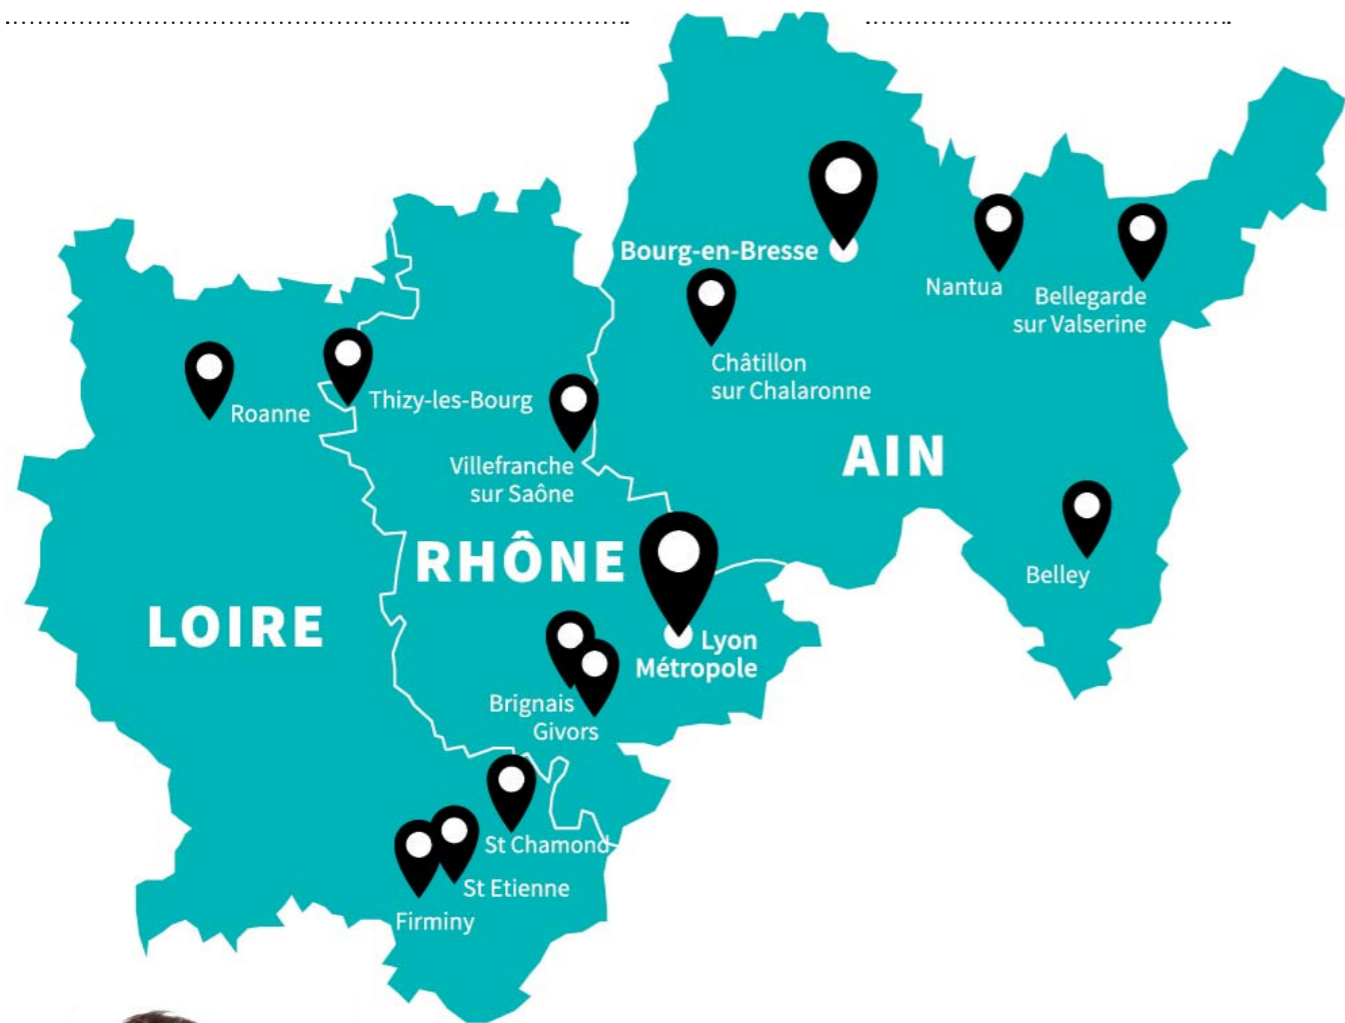 Bourg-en-Bresse
Nantua
Bellegarde
sur Valserine
Châtillon
sur Chalaronne
Roanne
Thizy-les-Bourg
Villefranche
sur Saône
AIN
RHÔNE
Belley
LOIRE
Lyon
Métropole
Brignais
Givors
St Chamond
St Etienne
Firminy